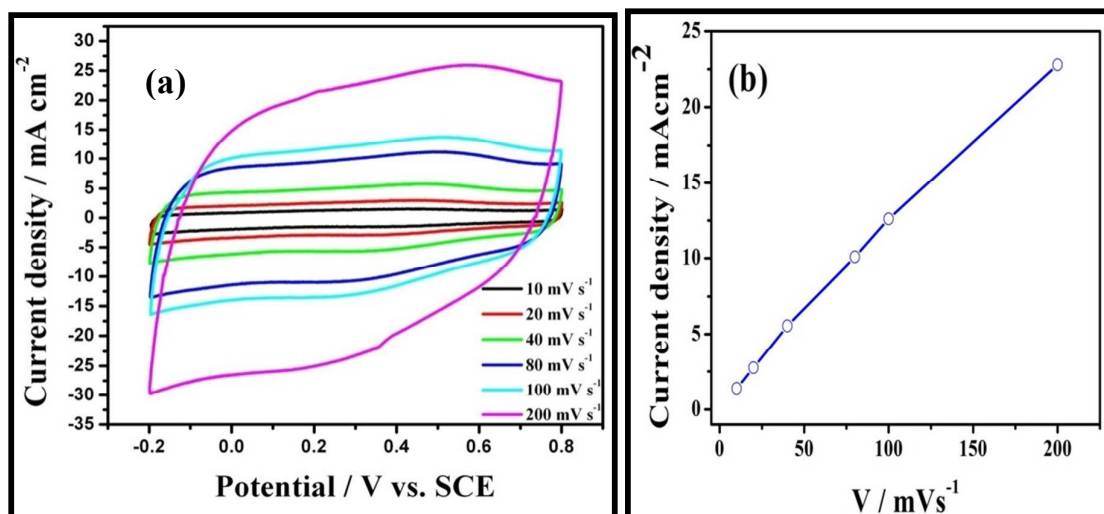 30
25
20
15
10
5
0
-5
-10
-15
-20
-25
-30
-35
Current density / mA cm⁻²
(a)
10 mV s⁻¹
20 mV s⁻¹
40 mV s⁻¹
80 mV s⁻¹
100 mV s⁻¹
200 mV s⁻¹
-0.2 0.0 0.2 0.4 0.6 0.8
Potential / V vs. SCE
25
20
15
10
5
0
Current density / mAcm⁻²
(b)
0 50 100 150 200
V / mVs⁻¹